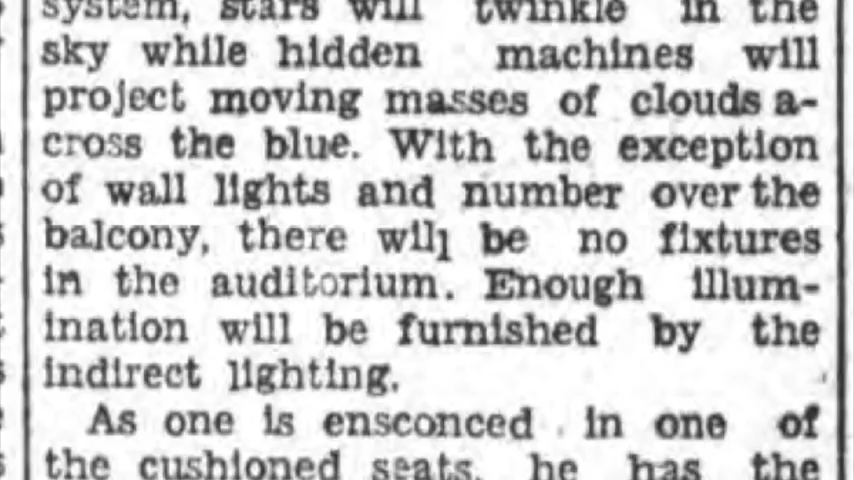 system, stars will twinkle in the
sky while hidden machines will
project moving masses of clouds a-
cross the blue. With the exception
of wall lights and number over the
balcony, there will be no fixtures
in the auditorium. Enough illum-
ination will be furnished by the
indirect lighting.
As one is ensconced in one of
the cushioned seats, he has the